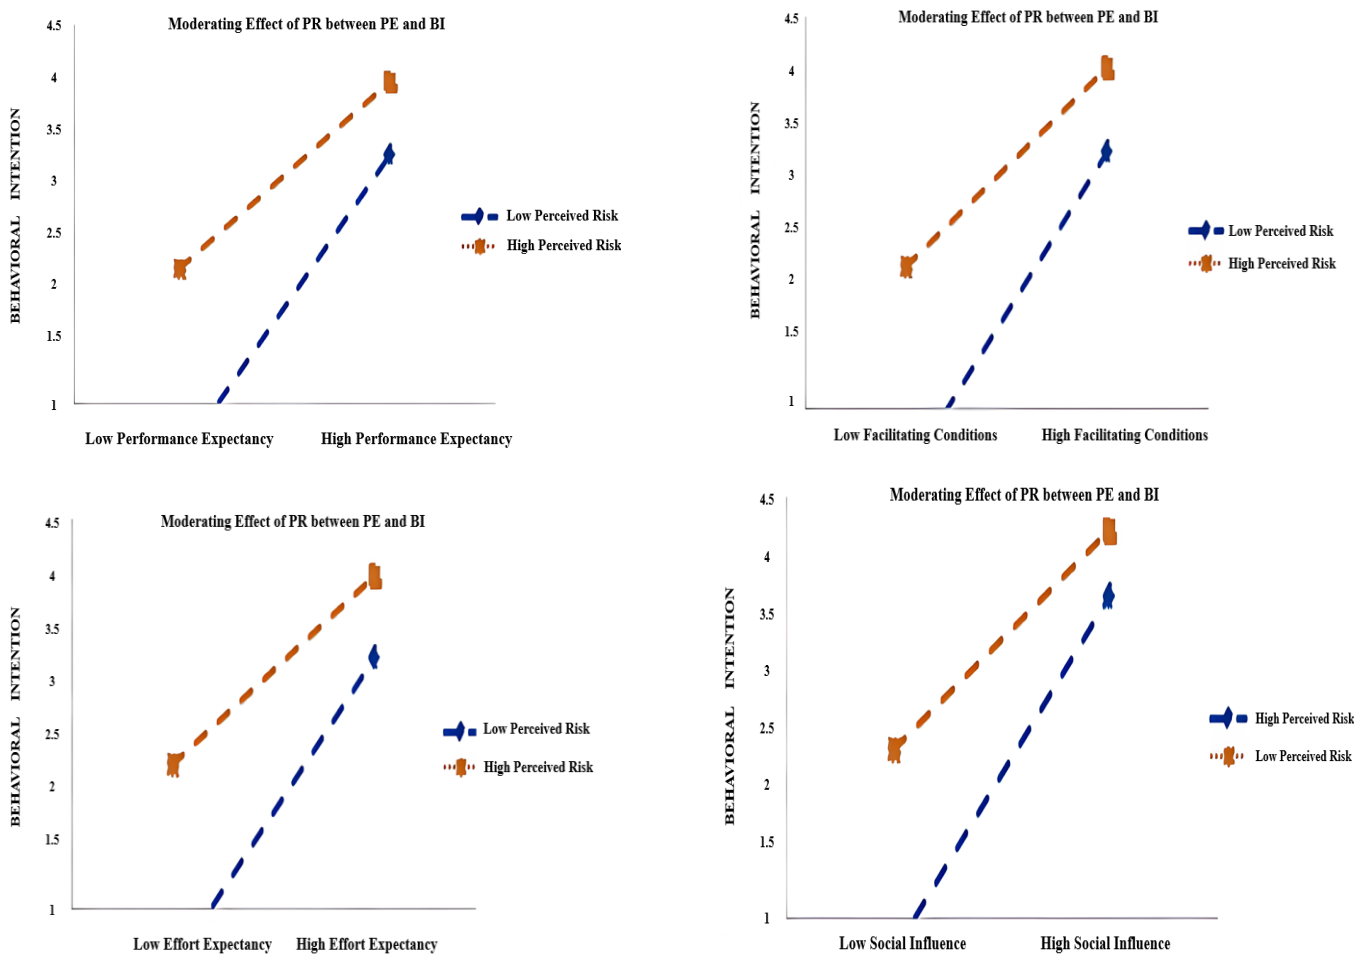 Moderating Effect of PR between PE and BI
4.5
4
3.5
3
2.5
2
1.5
1
BEHAVIORAL INTENTION
Low Performance Expectancy
High Performance Expectancy
Low Perceived Risk
High Perceived Risk
Moderating Effect of PR between PE and BI
4.5
4
3.5
3
2.5
2
1.5
1
BEHAVIORAL INTENTION
Low Facilitating Conditions
High Facilitating Conditions
Low Perceived Risk
High Perceived Risk
Moderating Effect of PR between PE and BI
4.5
4
3.5
3
2.5
2
1.5
1
BEHAVIORAL INTENTION
Low Effort Expectancy
High Effort Expectancy
Low Perceived Risk
High Perceived Risk
Moderating Effect of PR between PE and BI
4.5
4
3.5
3
2.5
2
1.5
1
BEHAVIORAL INTENTION
Low Social Influence
High Social Influence
High Perceived Risk
Low Perceived Risk